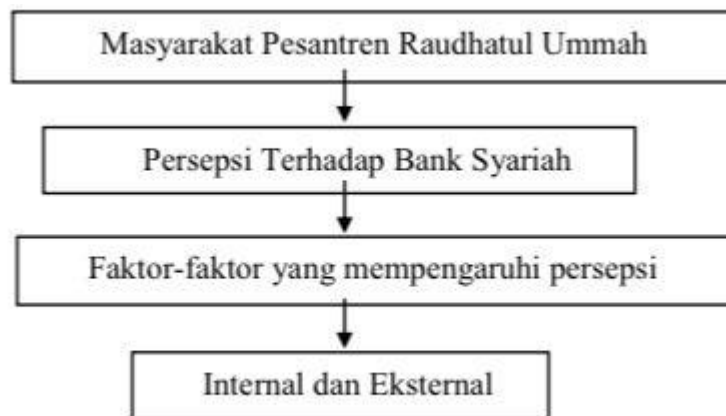 Masyarakat Pesantren Raudhatul Ummah
Persepsi Terhadap Bank Syariah
Faktor-faktor yang mempengaruhi persepsi
Internal dan Eksternal